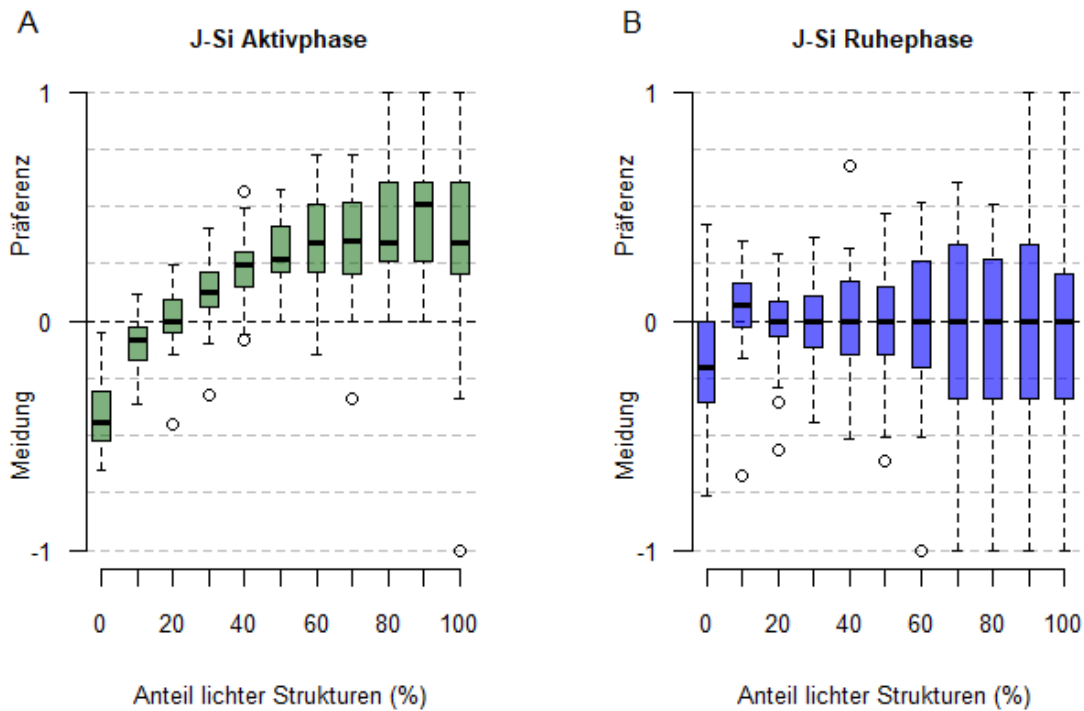 A
J-Si Aktivphase
1
0
-1
Präferenz
Meidung
0 20 40 60 80 100
Anteil lichter Strukturen (%)
B
J-Si Ruhephase
1
0
-1
Präferenz
Meidung
0 20 40 60 80 100
Anteil lichter Strukturen (%)